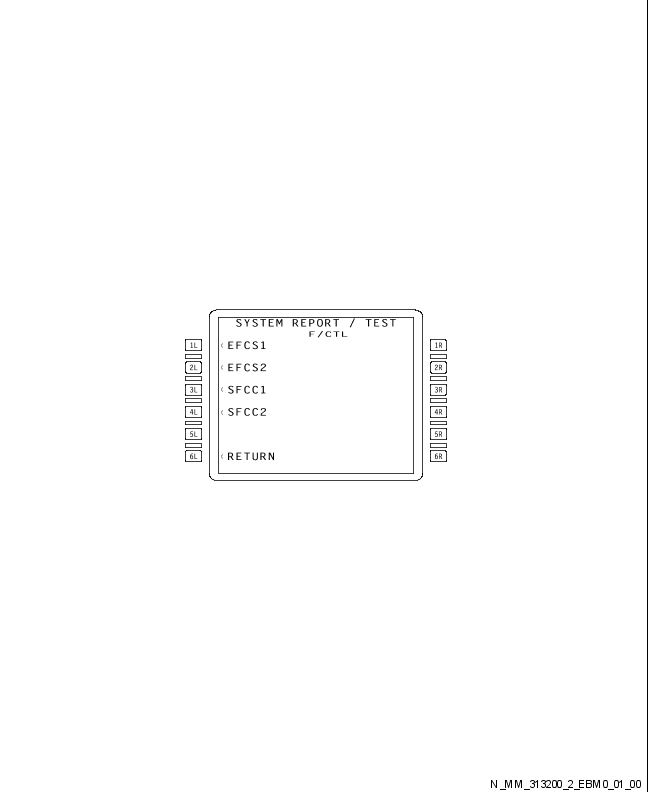 SYSTEM REPORT / TEST
F/CTL
1L ‹EFCS1 1R
2L ‹EFCS2 2R
3L ‹SFCC1 3R
4L ‹SFCC2 4R
5L 5R
6L ‹RETURN 6R
N_MM_313200_2_EBM0_01_00